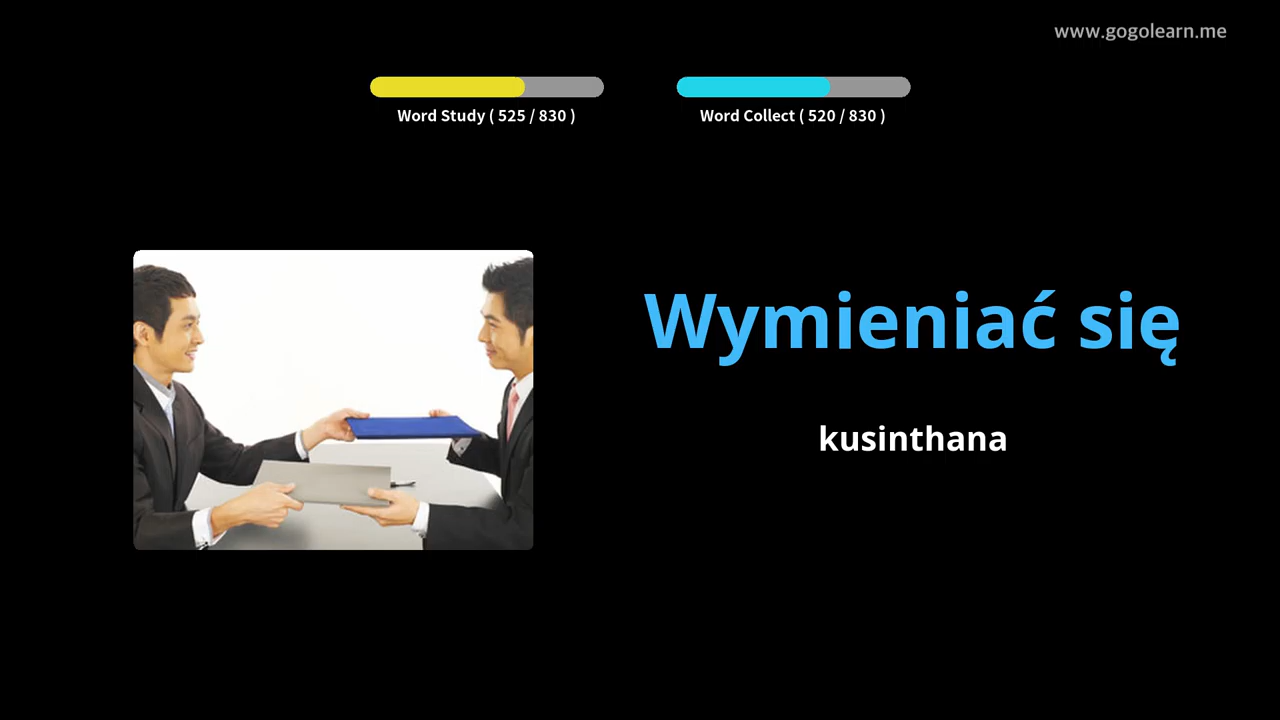 www.gogolearn.me
Word Study ( 525 / 830 )
Word Collect ( 520 / 830 )
Wymieniać się
kusinthana